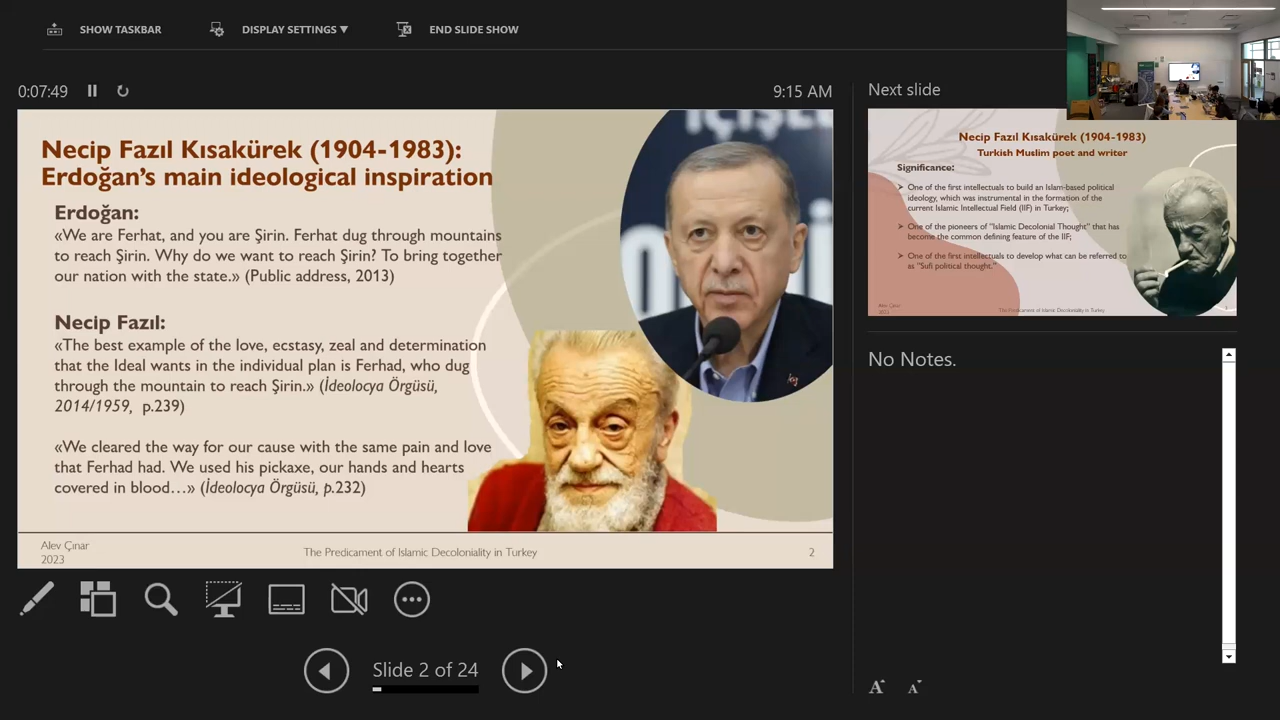 SHOW TASKBAR
DISPLAY SETTINGS ▼
END SLIDE SHOW
0:07:49
9:15 AM
Necip Fazıl Kısakürek (1904-1983):
Erdoğan's main ideological inspiration
Erdoğan:
«We are Ferhat, and you are Şirin. Ferhat dug through mountains
to reach Şirin. Why do we want to reach Şirin? To bring together
our nation with the state.» (Public address, 2013)
Necip Fazıl:
«The best example of the love, ecstasy, zeal and determination
that the Ideal wants in the individual plan is Ferhad, who dug
through the mountain to reach Şirin.» (İdeolocya Örgüsü,
2014/1959, p.239)
«We cleared the way for our cause with the same pain and love
that Ferhad had. We used his pickaxe, our hands and hearts
covered in blood…» (İdeolocya Örgüsü, p.232)
Alev Çınar
2023
The Predicament of Islamic Decoloniality in Turkey
2
Slide 2 of 24
Next slide
Necip Fazıl Kısakürek (1904-1983)
Turkish Muslim poet and writer
Significance:
➢ One of the first intellectuals to build an Islam-based political
ideology, which was instrumental in the formation of the
current Islamic Intellectual Field (IIF) in Turkey;
➢ One of the pioneers of "Islamic Decolonial Thought" that has
become the common defining feature of the IIF;
➢ One of the first intellectuals to develop what can be referred to
as "Sufi political thought."
Alev Çınar
2023
The Predicament of Islamic Decoloniality in Turkey
No Notes.
A A